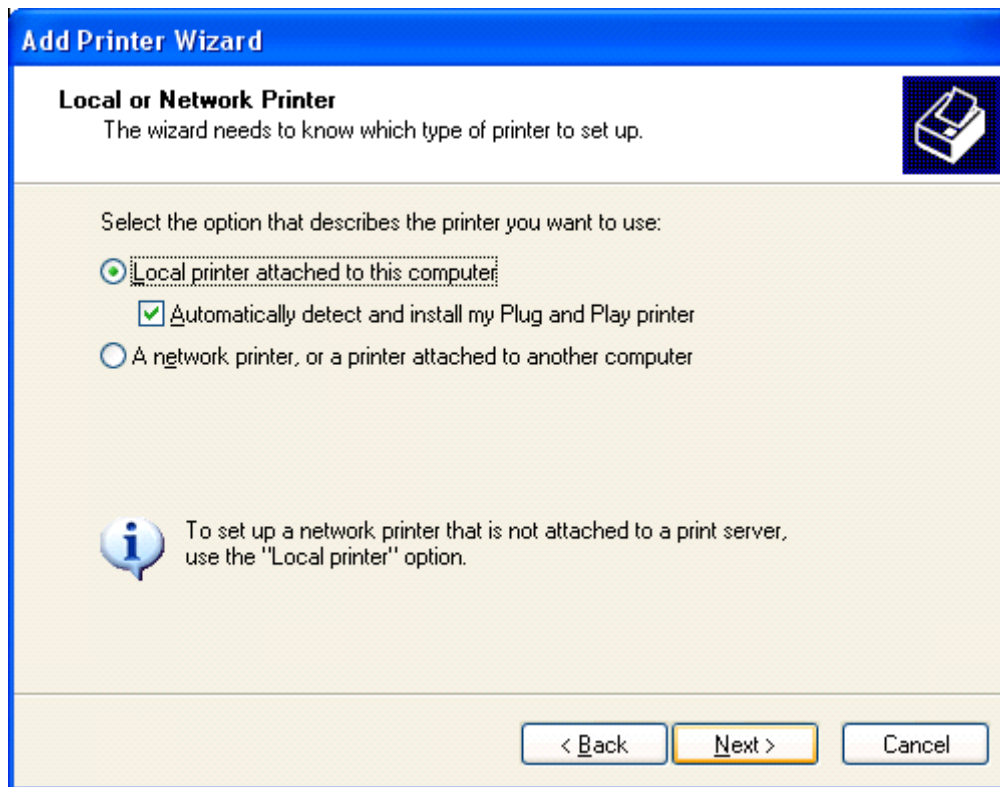 Add Printer Wizard
Local or Network Printer
The wizard needs to know which type of printer to set up.
Select the option that describes the printer you want to use:
Local printer attached to this computer
Automatically detect and install my Plug and Play printer
A network printer, or a printer attached to another computer
To set up a network printer that is not attached to a print server,
use the "Local printer" option.
< Back Next > Cancel